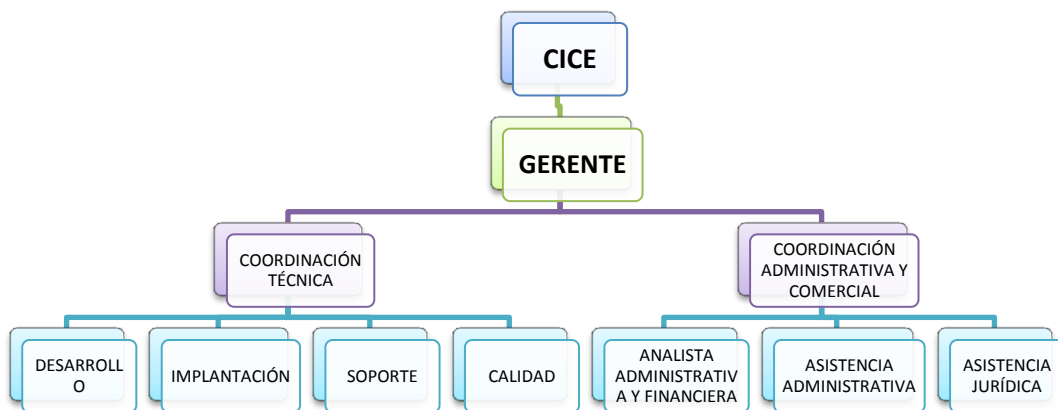 CICE
GERENTE
COORDINACIÓN
TÉCNICA
COORDINACIÓN
ADMINISTRATIVA Y
COMERCIAL
DESARROLL
O
IMPLANTACIÓN
SOPORTE
CALIDAD
ANALISTA
ADMINISTRATIV
A Y FINANCIERA
ASISTENCIA
ADMINISTRATIVA
ASISTENCIA
JURÍDICA